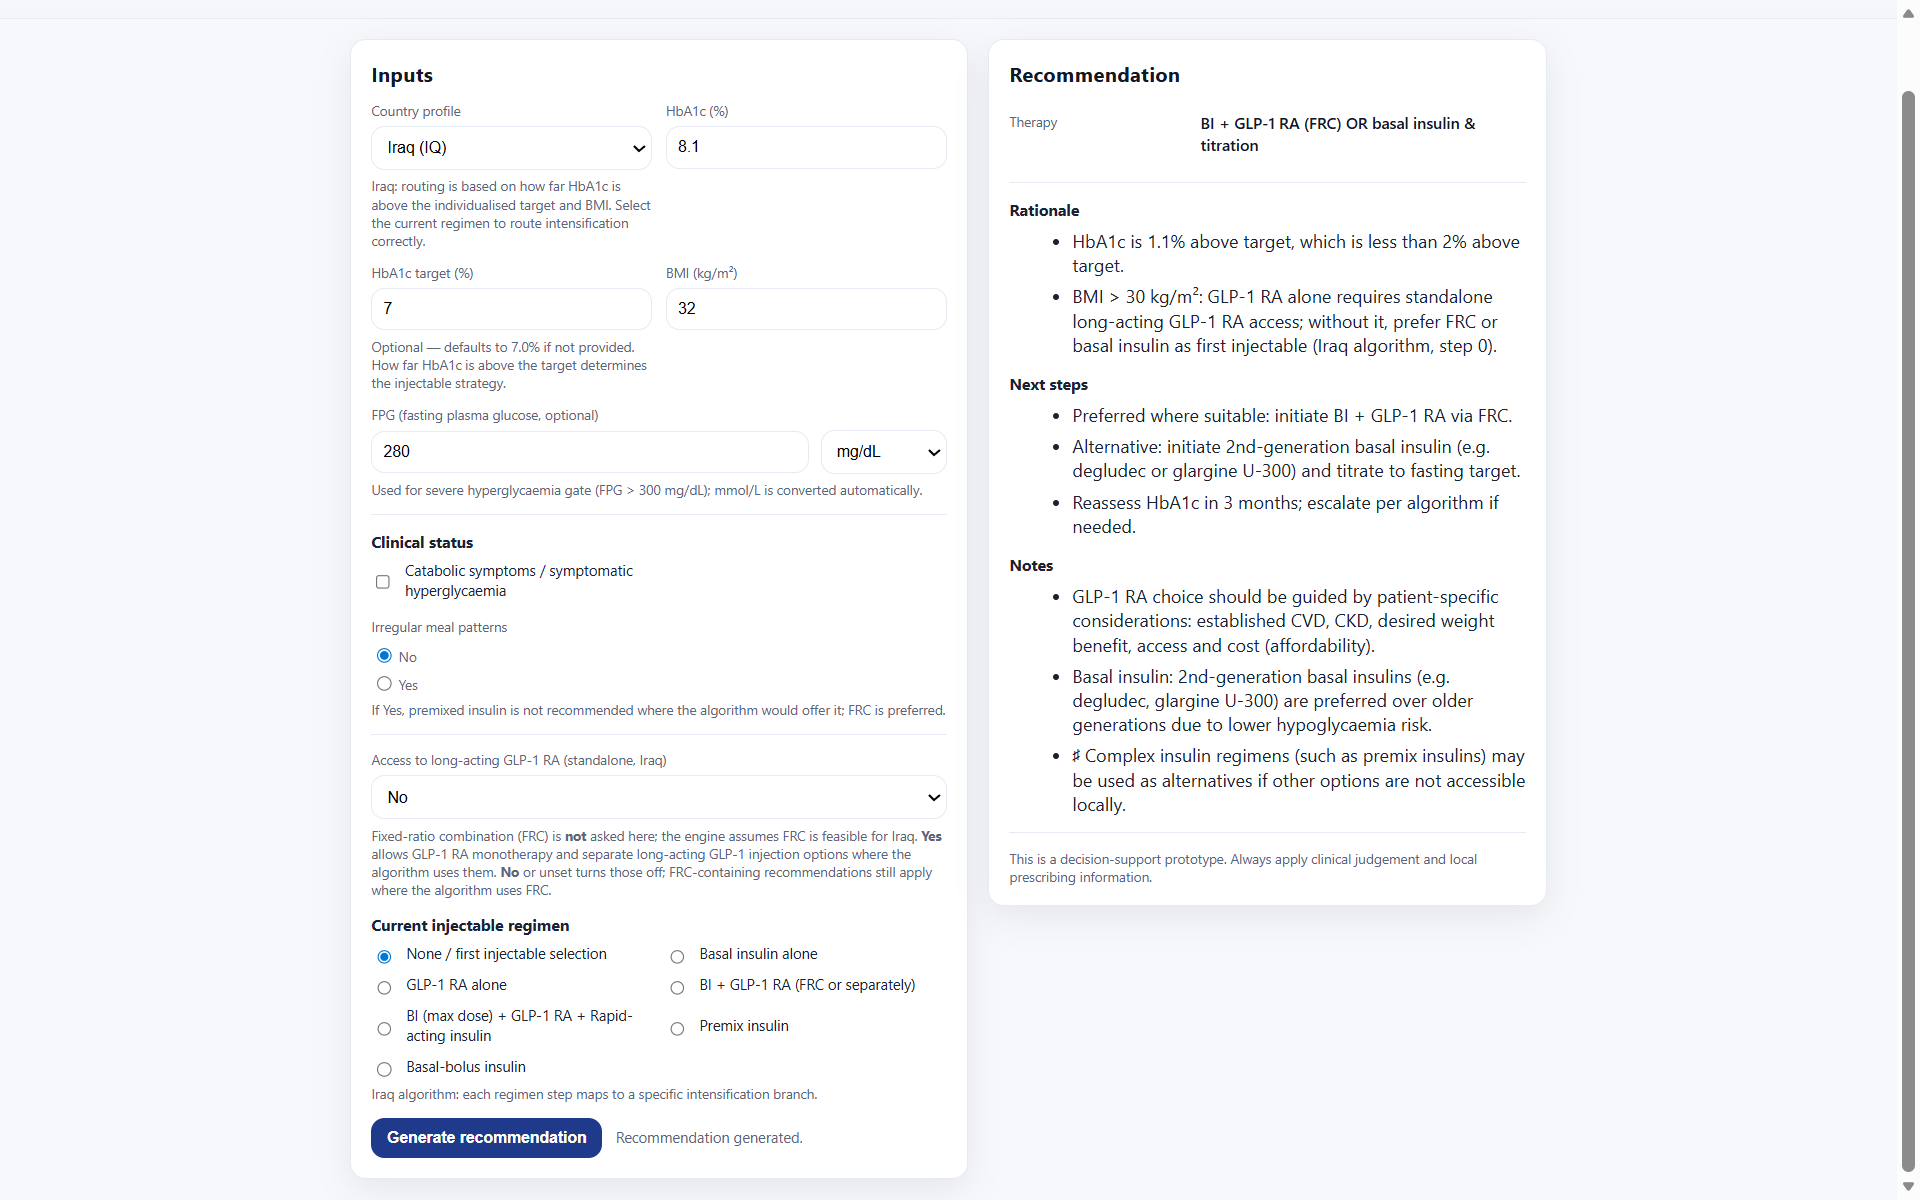 Inputs
Country profile
HbA1c (%)
Iraq (IQ)
8.1
Iraq: routing is based on how far HbA1c is
above the individualised target and BMI. Select
the current regimen to route intensification
correctly.
HbA1c target (%)
BMI (kg/m²)
7
32
Optional — defaults to 7.0% if not provided.
How far HbA1c is above the target determines
the injectable strategy.
FPG (fasting plasma glucose, optional)
280
mg/dL
Used for severe hyperglycaemia gate (FPG > 300 mg/dL); mmol/L is converted automatically.
Clinical status
Catabolic symptoms / symptomatic
hyperglycaemia
Irregular meal patterns
No
Yes
If Yes, premixed insulin is not recommended where the algorithm would offer it; FRC is preferred.
Access to long-acting GLP-1 RA (standalone, Iraq)
No
Fixed-ratio combination (FRC) is not asked here; the engine assumes FRC is feasible for Iraq. Yes
allows GLP-1 RA monotherapy and separate long-acting GLP-1 injection options where the
algorithm uses them. No or unset turns those off; FRC-containing recommendations still apply
where the algorithm uses FRC.
Current injectable regimen
None / first injectable selection
Basal insulin alone
GLP-1 RA alone
BI + GLP-1 RA (FRC or separately)
BI (max dose) + GLP-1 RA + Rapid-
acting insulin
Premix insulin
Basal-bolus insulin
Iraq algorithm: each regimen step maps to a specific intensification branch.
Generate recommendation
Recommendation generated.
Recommendation
Therapy
BI + GLP-1 RA (FRC) OR basal insulin &
titration
Rationale
• HbA1c is 1.1% above target, which is less than 2% above
target.
• BMI > 30 kg/m²: GLP-1 RA alone requires standalone
long-acting GLP-1 RA access; without it, prefer FRC or
basal insulin as first injectable (Iraq algorithm, step 0).
Next steps
• Preferred where suitable: initiate BI + GLP-1 RA via FRC.
• Alternative: initiate 2nd-generation basal insulin (e.g.
degludec or glargine U-300) and titrate to fasting target.
• Reassess HbA1c in 3 months; escalate per algorithm if
needed.
Notes
• GLP-1 RA choice should be guided by patient-specific
considerations: established CVD, CKD, desired weight
benefit, access and cost (affordability).
• Basal insulin: 2nd-generation basal insulins (e.g.
degludec, glargine U-300) are preferred over older
generations due to lower hypoglycaemia risk.
• ♯ Complex insulin regimens (such as premix insulins) may
be used as alternatives if other options are not accessible
locally.
This is a decision-support prototype. Always apply clinical judgement and local
prescribing information.